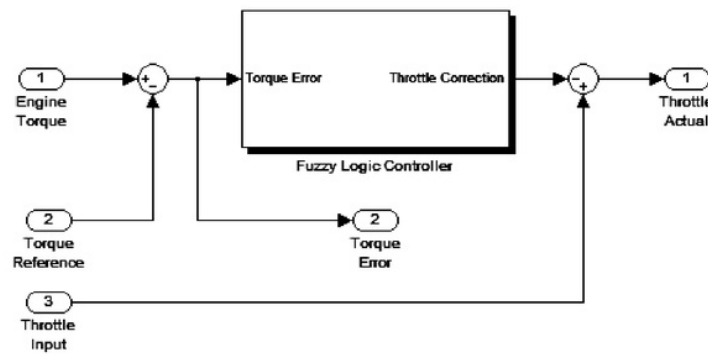 1
Engine
Torque
+
−
Torque Error
Throttle Correction
Fuzzy Logic Controller
−
+
1
Throttle
Actual
2
Torque
Reference
2
Torque
Error
3
Throttle
Input